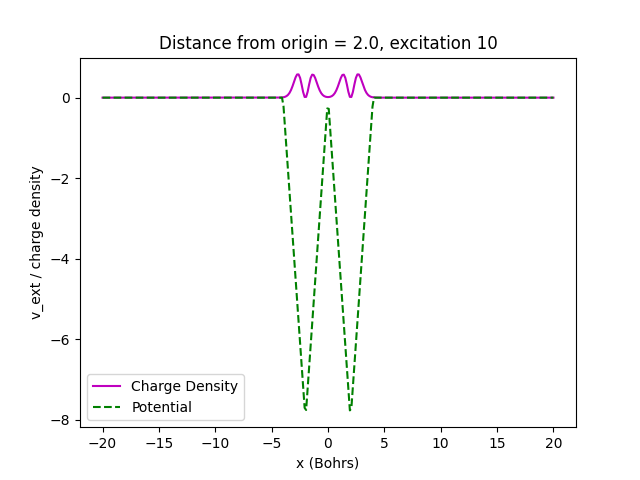 Distance from origin = 2.0, excitation 10
v_ext / charge density
0
−2
−4
−6
−8
Charge Density
Potential
−20 −15 −10 −5 0 5 10 15 20
x (Bohrs)